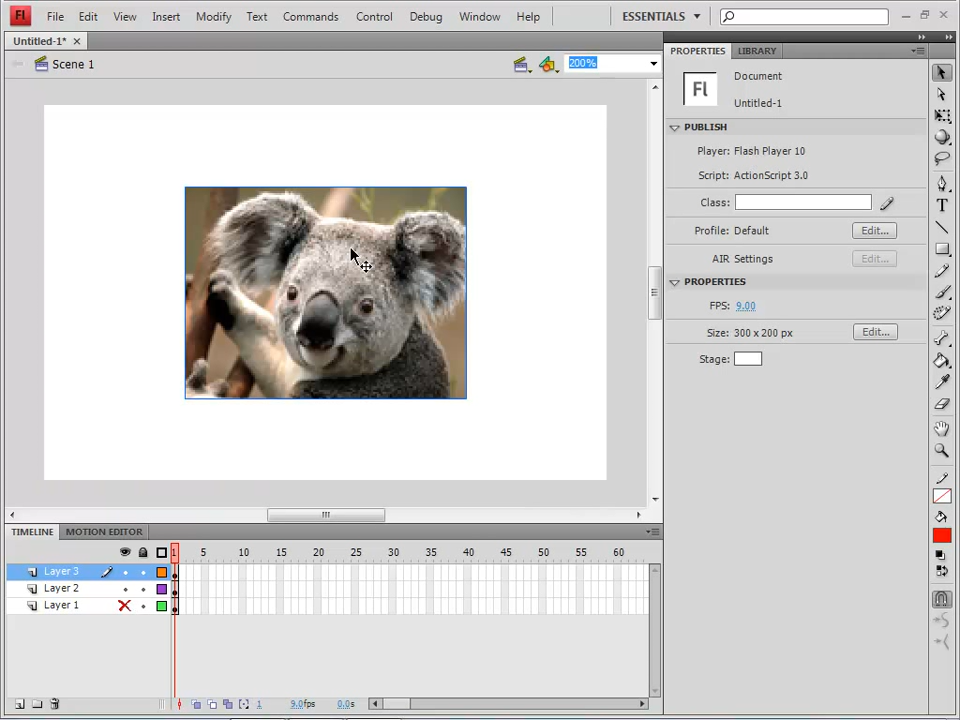 Fl File Edit View Insert Modify Text Commands Control Debug Window Help ESSENTIALS
Untitled-1*
Scene 1 200%
PROPERTIES LIBRARY
Fl
Document
Untitled-1
PUBLISH
Player: Flash Player 10
Script: ActionScript 3.0
Class:
Profile: Default Edit...
AIR Settings Edit...
PROPERTIES
FPS: 9.00
Size: 300 x 200 px Edit...
Stage:
T
TIMELINE MOTION EDITOR
1 5 10 15 20 25 30 35 40 45 50 55 60
Layer 3
Layer 2
Layer 1
1 9.0fps 0.0s